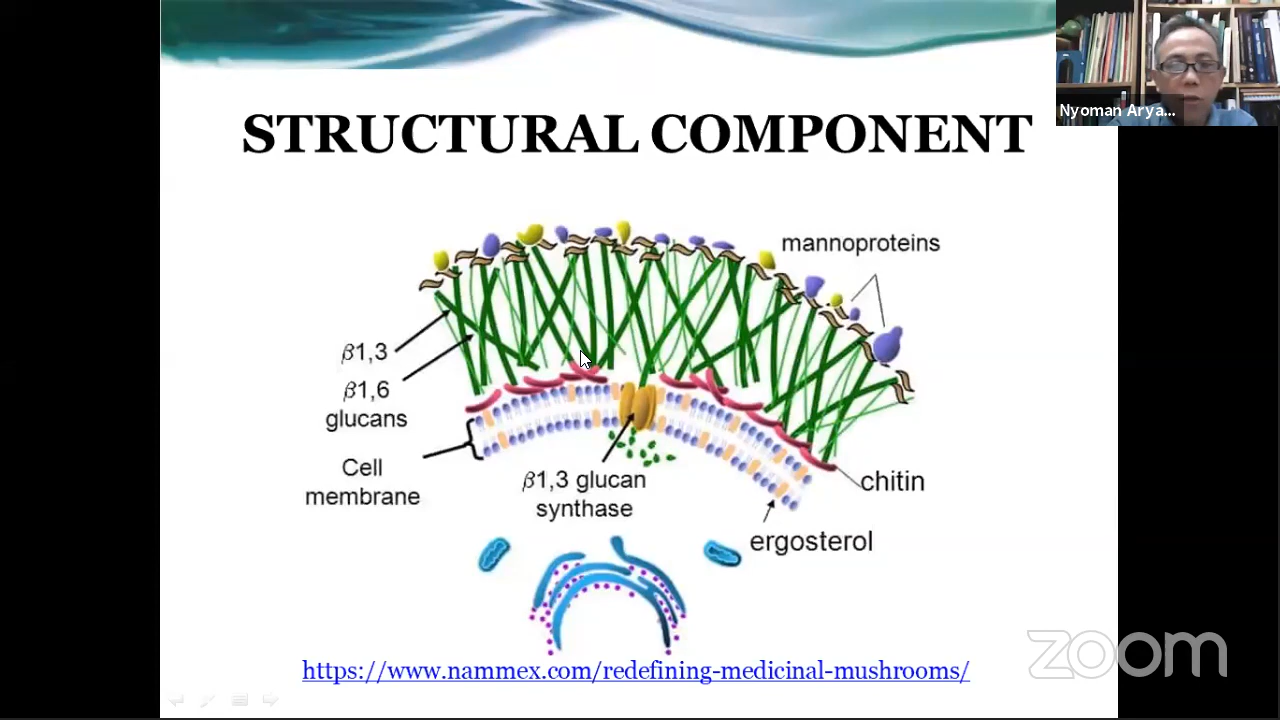 Nyoman Arya...
STRUCTURAL COMPONENT
mannoproteins
β1,3
β1,6
glucans
Cell
membrane
β1,3 glucan
synthase
chitin
ergosterol
https://www.nammex.com/redefining-medicinal-mushrooms/
zoom